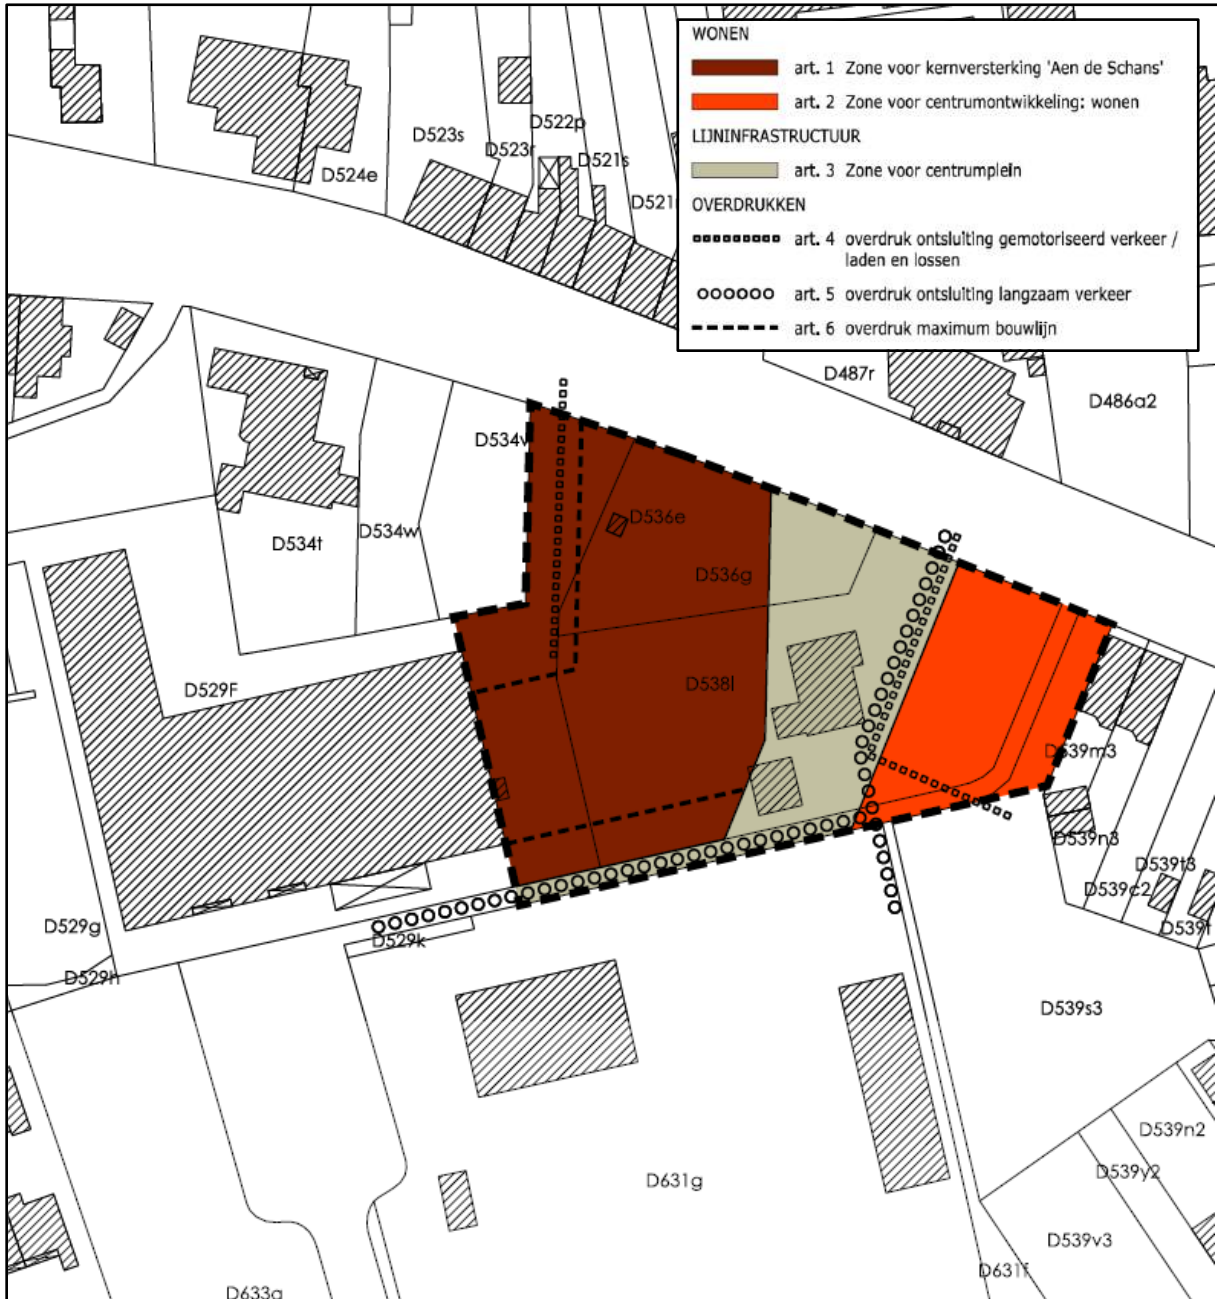 WONEN
art. 1 Zone voor kernversterking 'Aen de Schans'
art. 2 Zone voor centrumontwikkeling: wonen
LIJNINFRASTRUCTUUR
art. 3 Zone voor centrumplein
OVERDRUKKEN
art. 4 overdruk ontsluiting gemotoriseerd verkeer /
laden en lossen
art. 5 overdruk ontsluiting langzaam verkeer
art. 6 overdruk maximum bouwlijn
D522p
D523s
D523r
D521s
D524e
D487r
D486a2
D534w
D534t
D536e
D536g
D538l
D529F
D539m3
D539n3
D539t3
D539c2
D529g
D529k
D529h
D539s3
D539n2
D539y2
D631g
D539v3
D631f